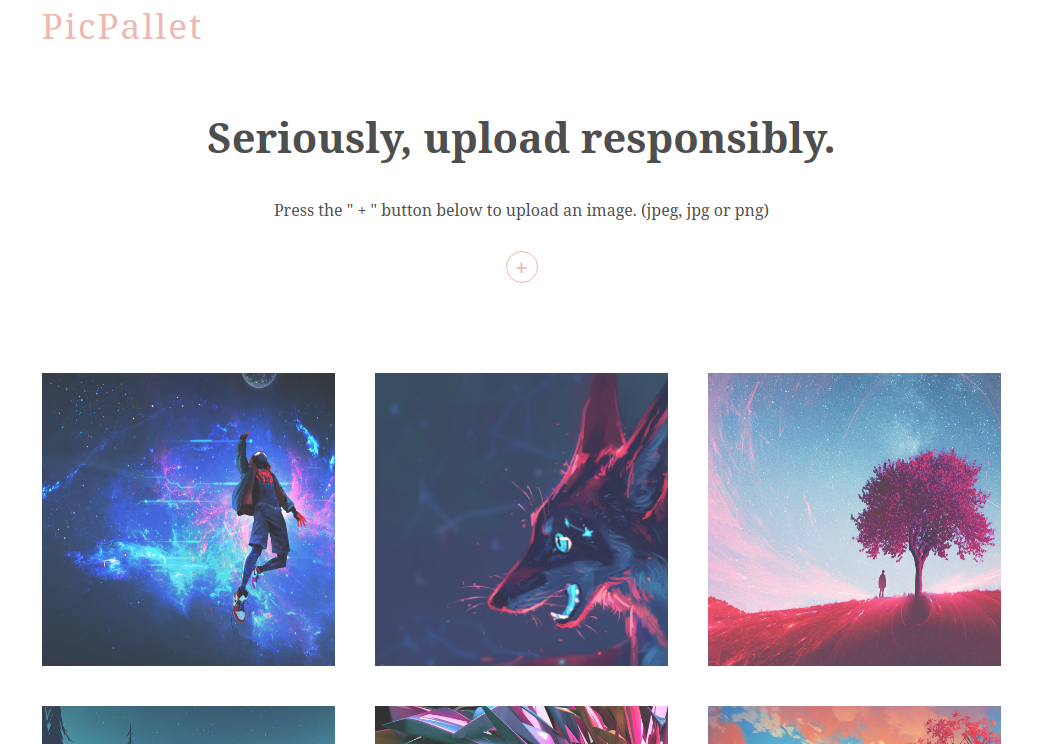 PicPallet
Seriously, upload responsibly.
Press the " + " button below to upload an image. (jpeg, jpg or png)
+